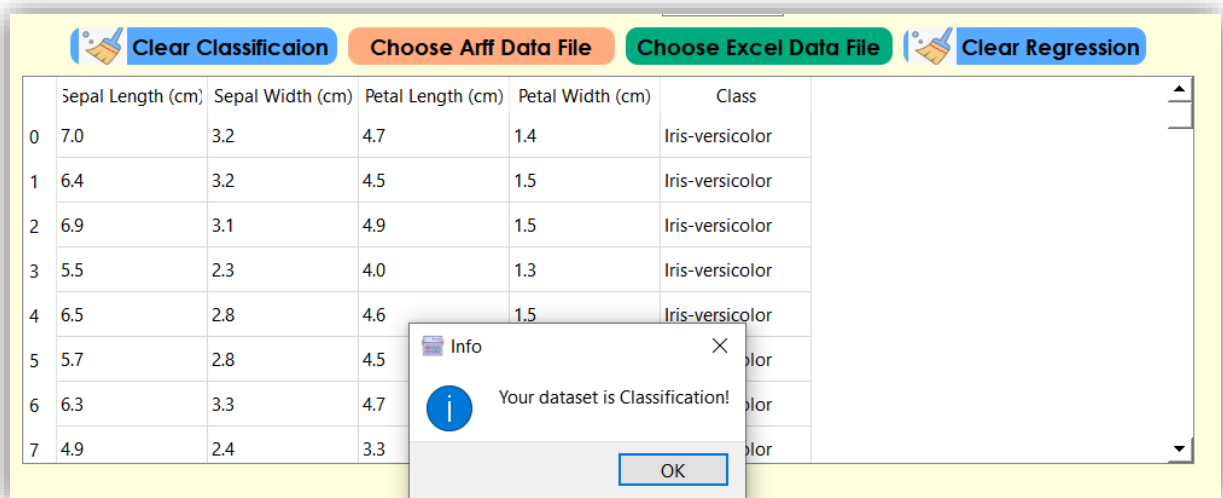 Clear Classificaion Choose Arff Data File Choose Excel Data File Clear Regression
Sepal Length (cm) Sepal Width (cm) Petal Length (cm) Petal Width (cm) Class
0 7.0 3.2 4.7 1.4 Iris-versicolor
1 6.4 3.2 4.5 1.5 Iris-versicolor
2 6.9 3.1 4.9 1.5 Iris-versicolor
3 5.5 2.3 4.0 1.3 Iris-versicolor
4 6.5 2.8 4.6 1.5 Iris-versicolor
Info
5 5.7 2.8 4.5 olor
Your dataset is Classification!
6 6.3 3.3 4.7 olor
7 4.9 2.4 3.3 olor
OK